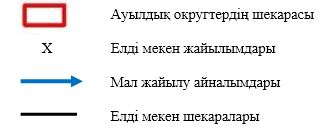 Ауылдық округтердің шекарасы
X Елді мекен жайылымдары
Мал жайылу айналымдары
Елді мекен шекаралары